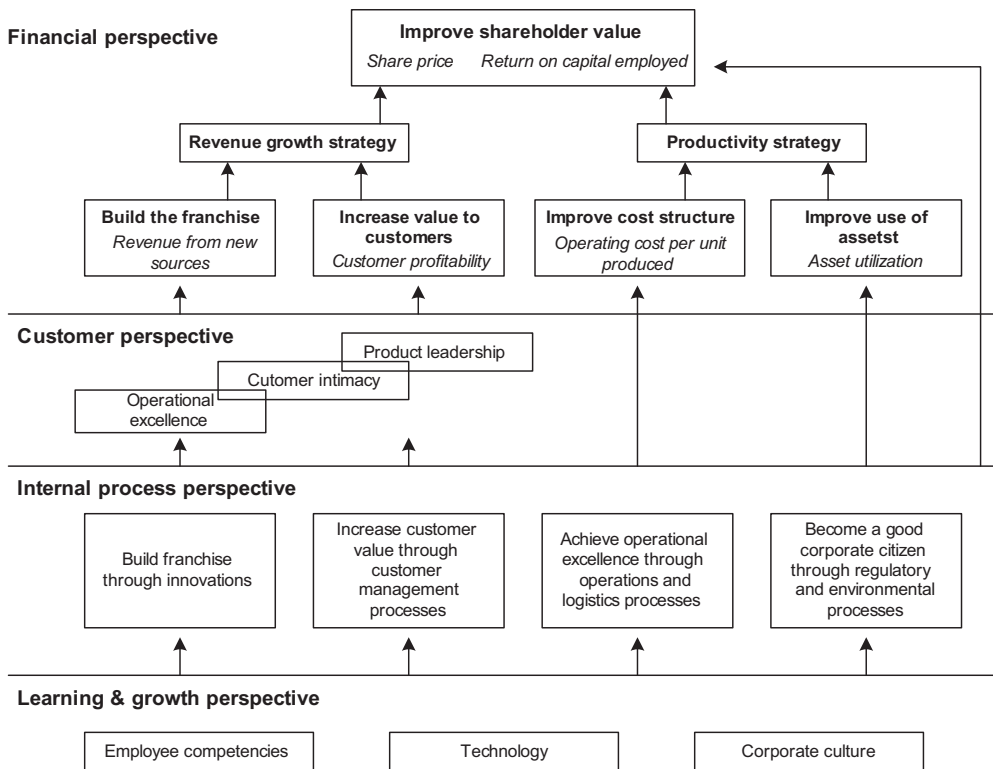 Financial perspective
Improve shareholder value
Share price Return on capital employed
Revenue growth strategy
Productivity strategy
Build the franchise
Revenue from new
sources
Increase value to
customers
Customer profitability
Improve cost structure
Operating cost per unit
produced
Improve use of
assetst
Asset utilization
Customer perspective
Product leadership
Cutomer intimacy
Operational
excellence
Internal process perspective
Build franchise
through innovations
Increase customer
value through
customer
management
processes
Achieve operational
excellence through
operations and
logistics processes
Become a good
corporate citizen
through regulatory
and environmental
processes
Learning & growth perspective
Employee competencies
Technology
Corporate culture